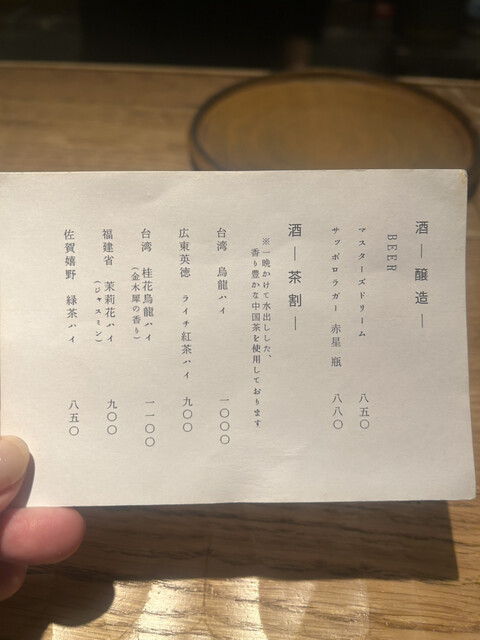 酒 ― 醸造 ―
BEER
マスターズドリーム 八五〇
サッポロラガー 赤星 瓶 八八〇
酒 ― 茶割 ―
※一晩かけて水出しした、
香り豊かな中国茶を使用しております
台湾 烏龍ハイ 一〇〇〇
広東英徳 ライチ紅茶ハイ 九〇〇
台湾 桂花烏龍ハイ 一一〇〇
(金木犀の香り)
福建省 茉莉花ハイ 九〇〇
(ジャスミン)
佐賀嬉野 緑茶ハイ 八五〇